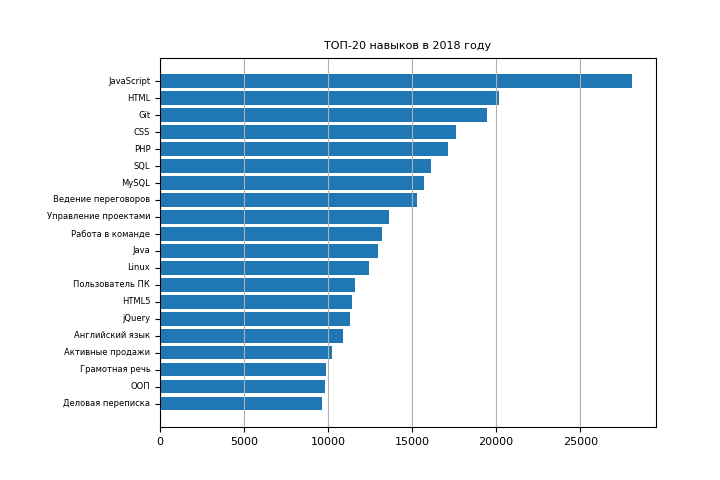 ТОП-20 навыков в 2018 году
JavaScript
HTML
Git
CSS
PHP
SQL
MySQL
Ведение переговоров
Управление проектами
Работа в команде
Java
Linux
Пользователь ПК
HTML5
jQuery
Английский язык
Активные продажи
Грамотная речь
ООП
Деловая переписка
0 5000 10000 15000 20000 25000